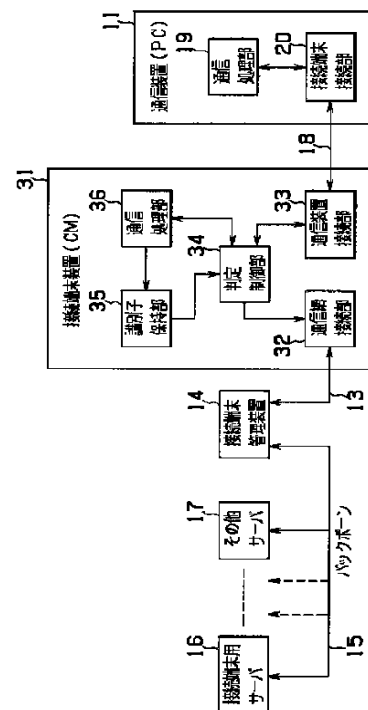 11
通信装置(PC)
19
通信
処理部
20
接続端末
接続部
18
31
接続端末装置(CM)
36
通信
処理部
35
識別子
保持部
34
判定
制御部
33
通信装置
接続部
32
通信網
接続部
13
14
接続端末
管理装置
17
その他
サーバ
16
接続端末用
サーバ
15
バックボーン